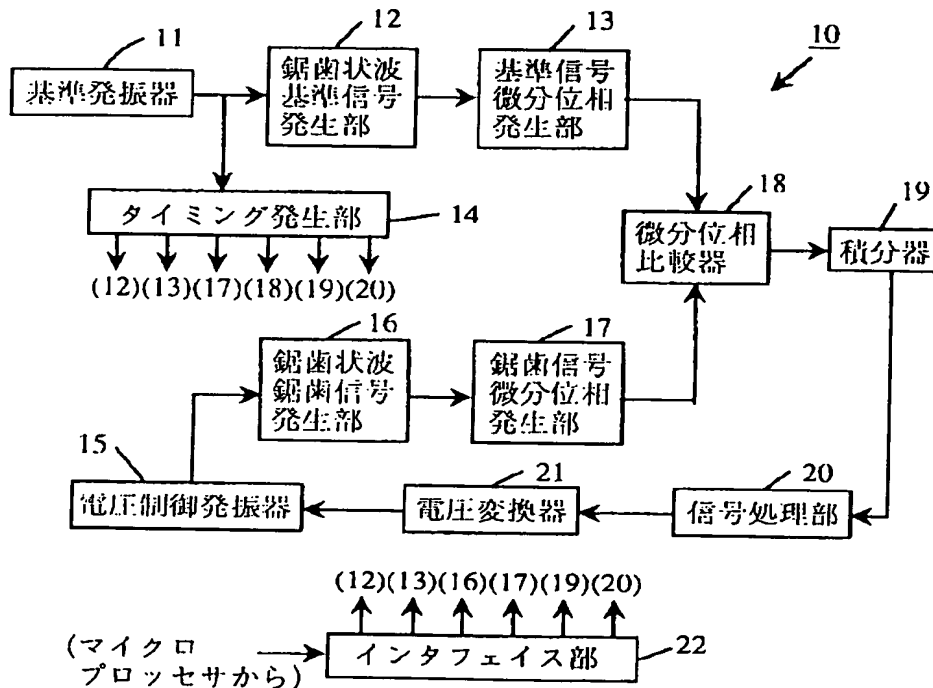 10
11
基準発振器
12
鋸歯状波
基準信号
発生部
13
基準信号
微分位相
発生部
タイミング発生部
14
(12)(13)(17)(18)(19)(20)
18
微分位相
比較器
19
積分器
16
鋸歯状波
鋸歯信号
発生部
17
鋸歯信号
微分位相
発生部
15
電圧制御発振器
21
電圧変換器
20
信号処理部
(12)(13)(16)(17)(19)(20)
(マイクロ
プロッセサから)
インタフェイス部
22